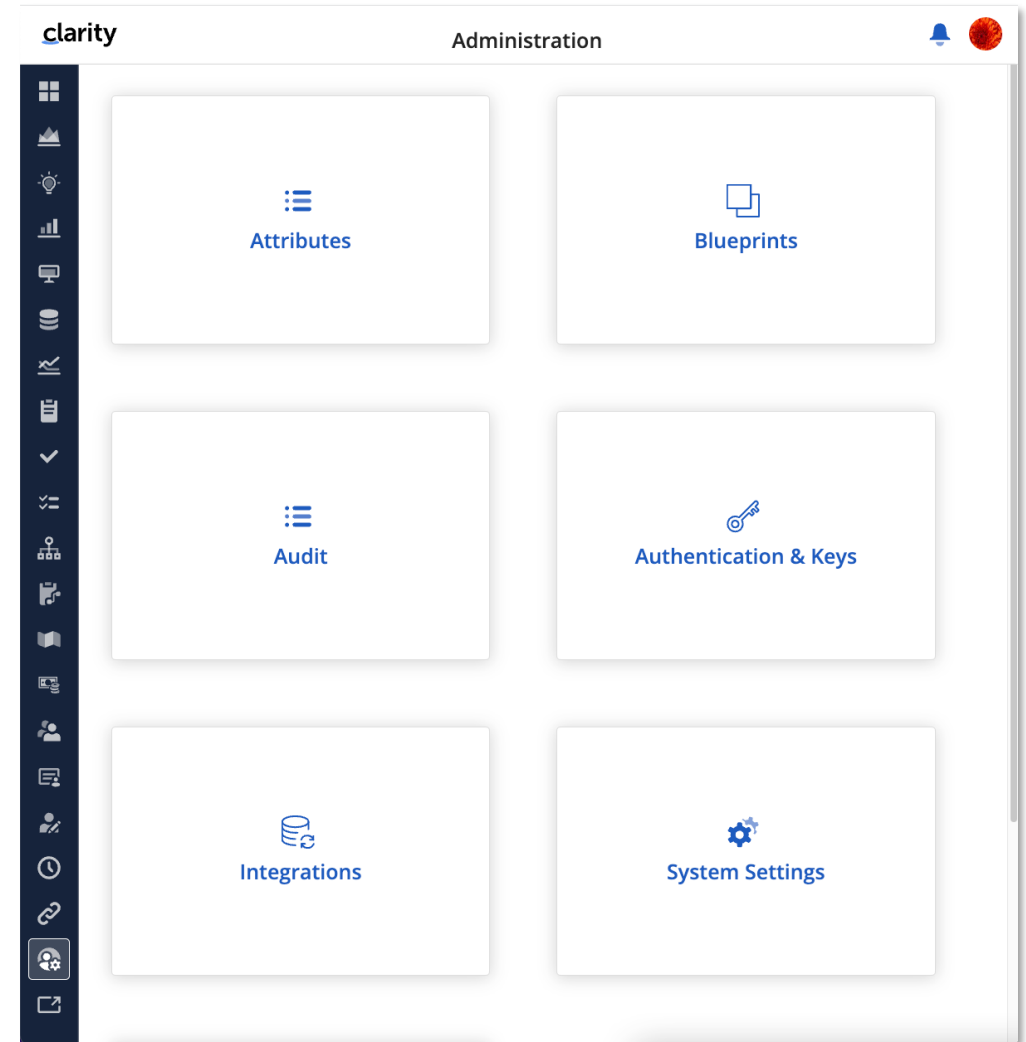 clarity
Administration
Attributes
Blueprints
Audit
Authentication & Keys
Integrations
System Settings